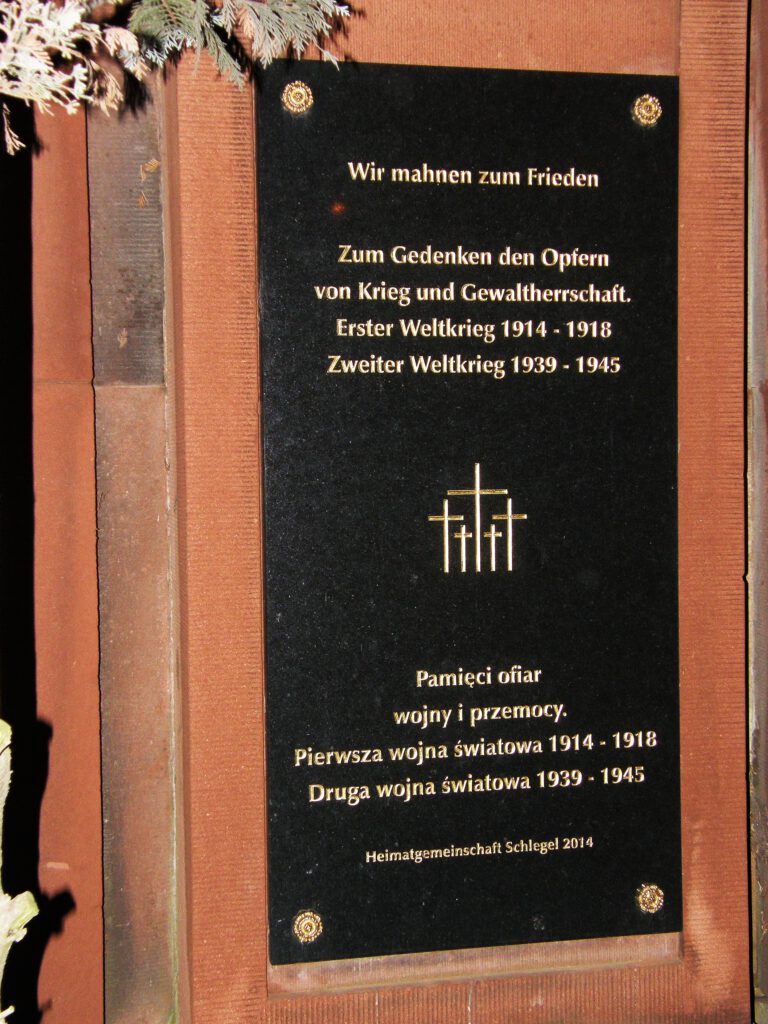 Wir mahnen zum Frieden
Zum Gedenken den Opfern
von Krieg und Gewaltherrschaft.
Erster Weltkrieg 1914 - 1918
Zweiter Weltkrieg 1939 - 1945
Pamięci ofiar
wojny i przemocy.
Pierwsza wojna światowa 1914 - 1918
Druga wojna światowa 1939 - 1945
Heimatgemeinschaft Schlegel 2014